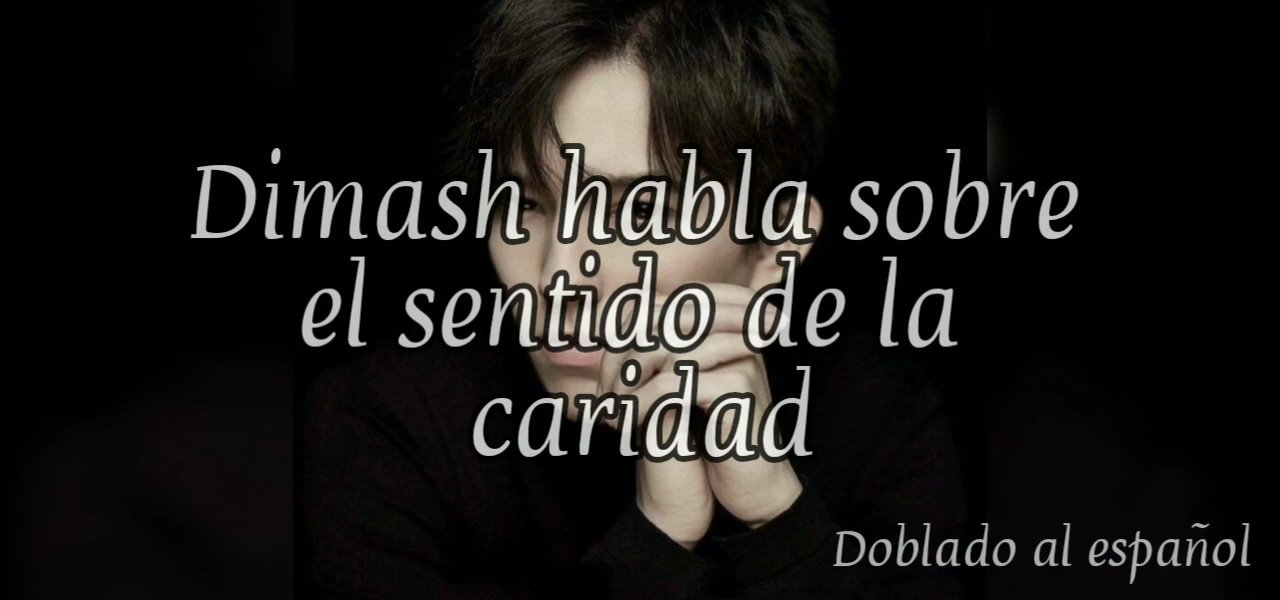 Dimash habla sobre
el sentido de la
caridad
Doblado al español